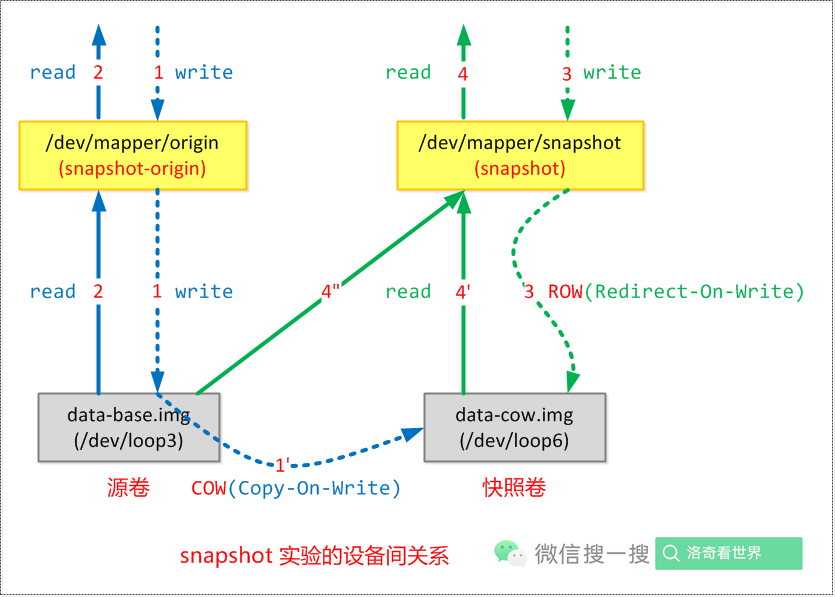 read 2 1 write
read 4 3 write
/dev/mapper/origin
(snapshot-origin)
/dev/mapper/snapshot
(snapshot)
read 2 1 write
4"
read 4' 3 ROW(Redirect-On-Write)
data-base.img
(/dev/loop3)
data-cow.img
(/dev/loop6)
1'
源卷
COW(Copy-On-Write)
快照卷
snapshot 实验的设备间关系
微信搜一搜
洛奇看世界